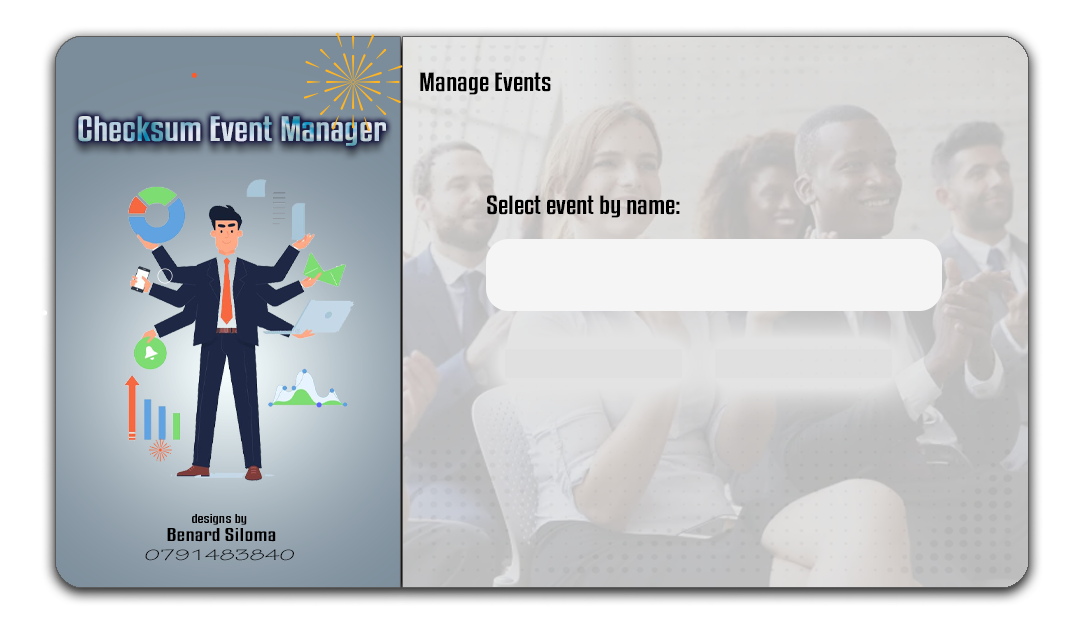 Checksum Event Manager
designs by
Benard Siloma
0791483840
Manage Events
Select event by name: